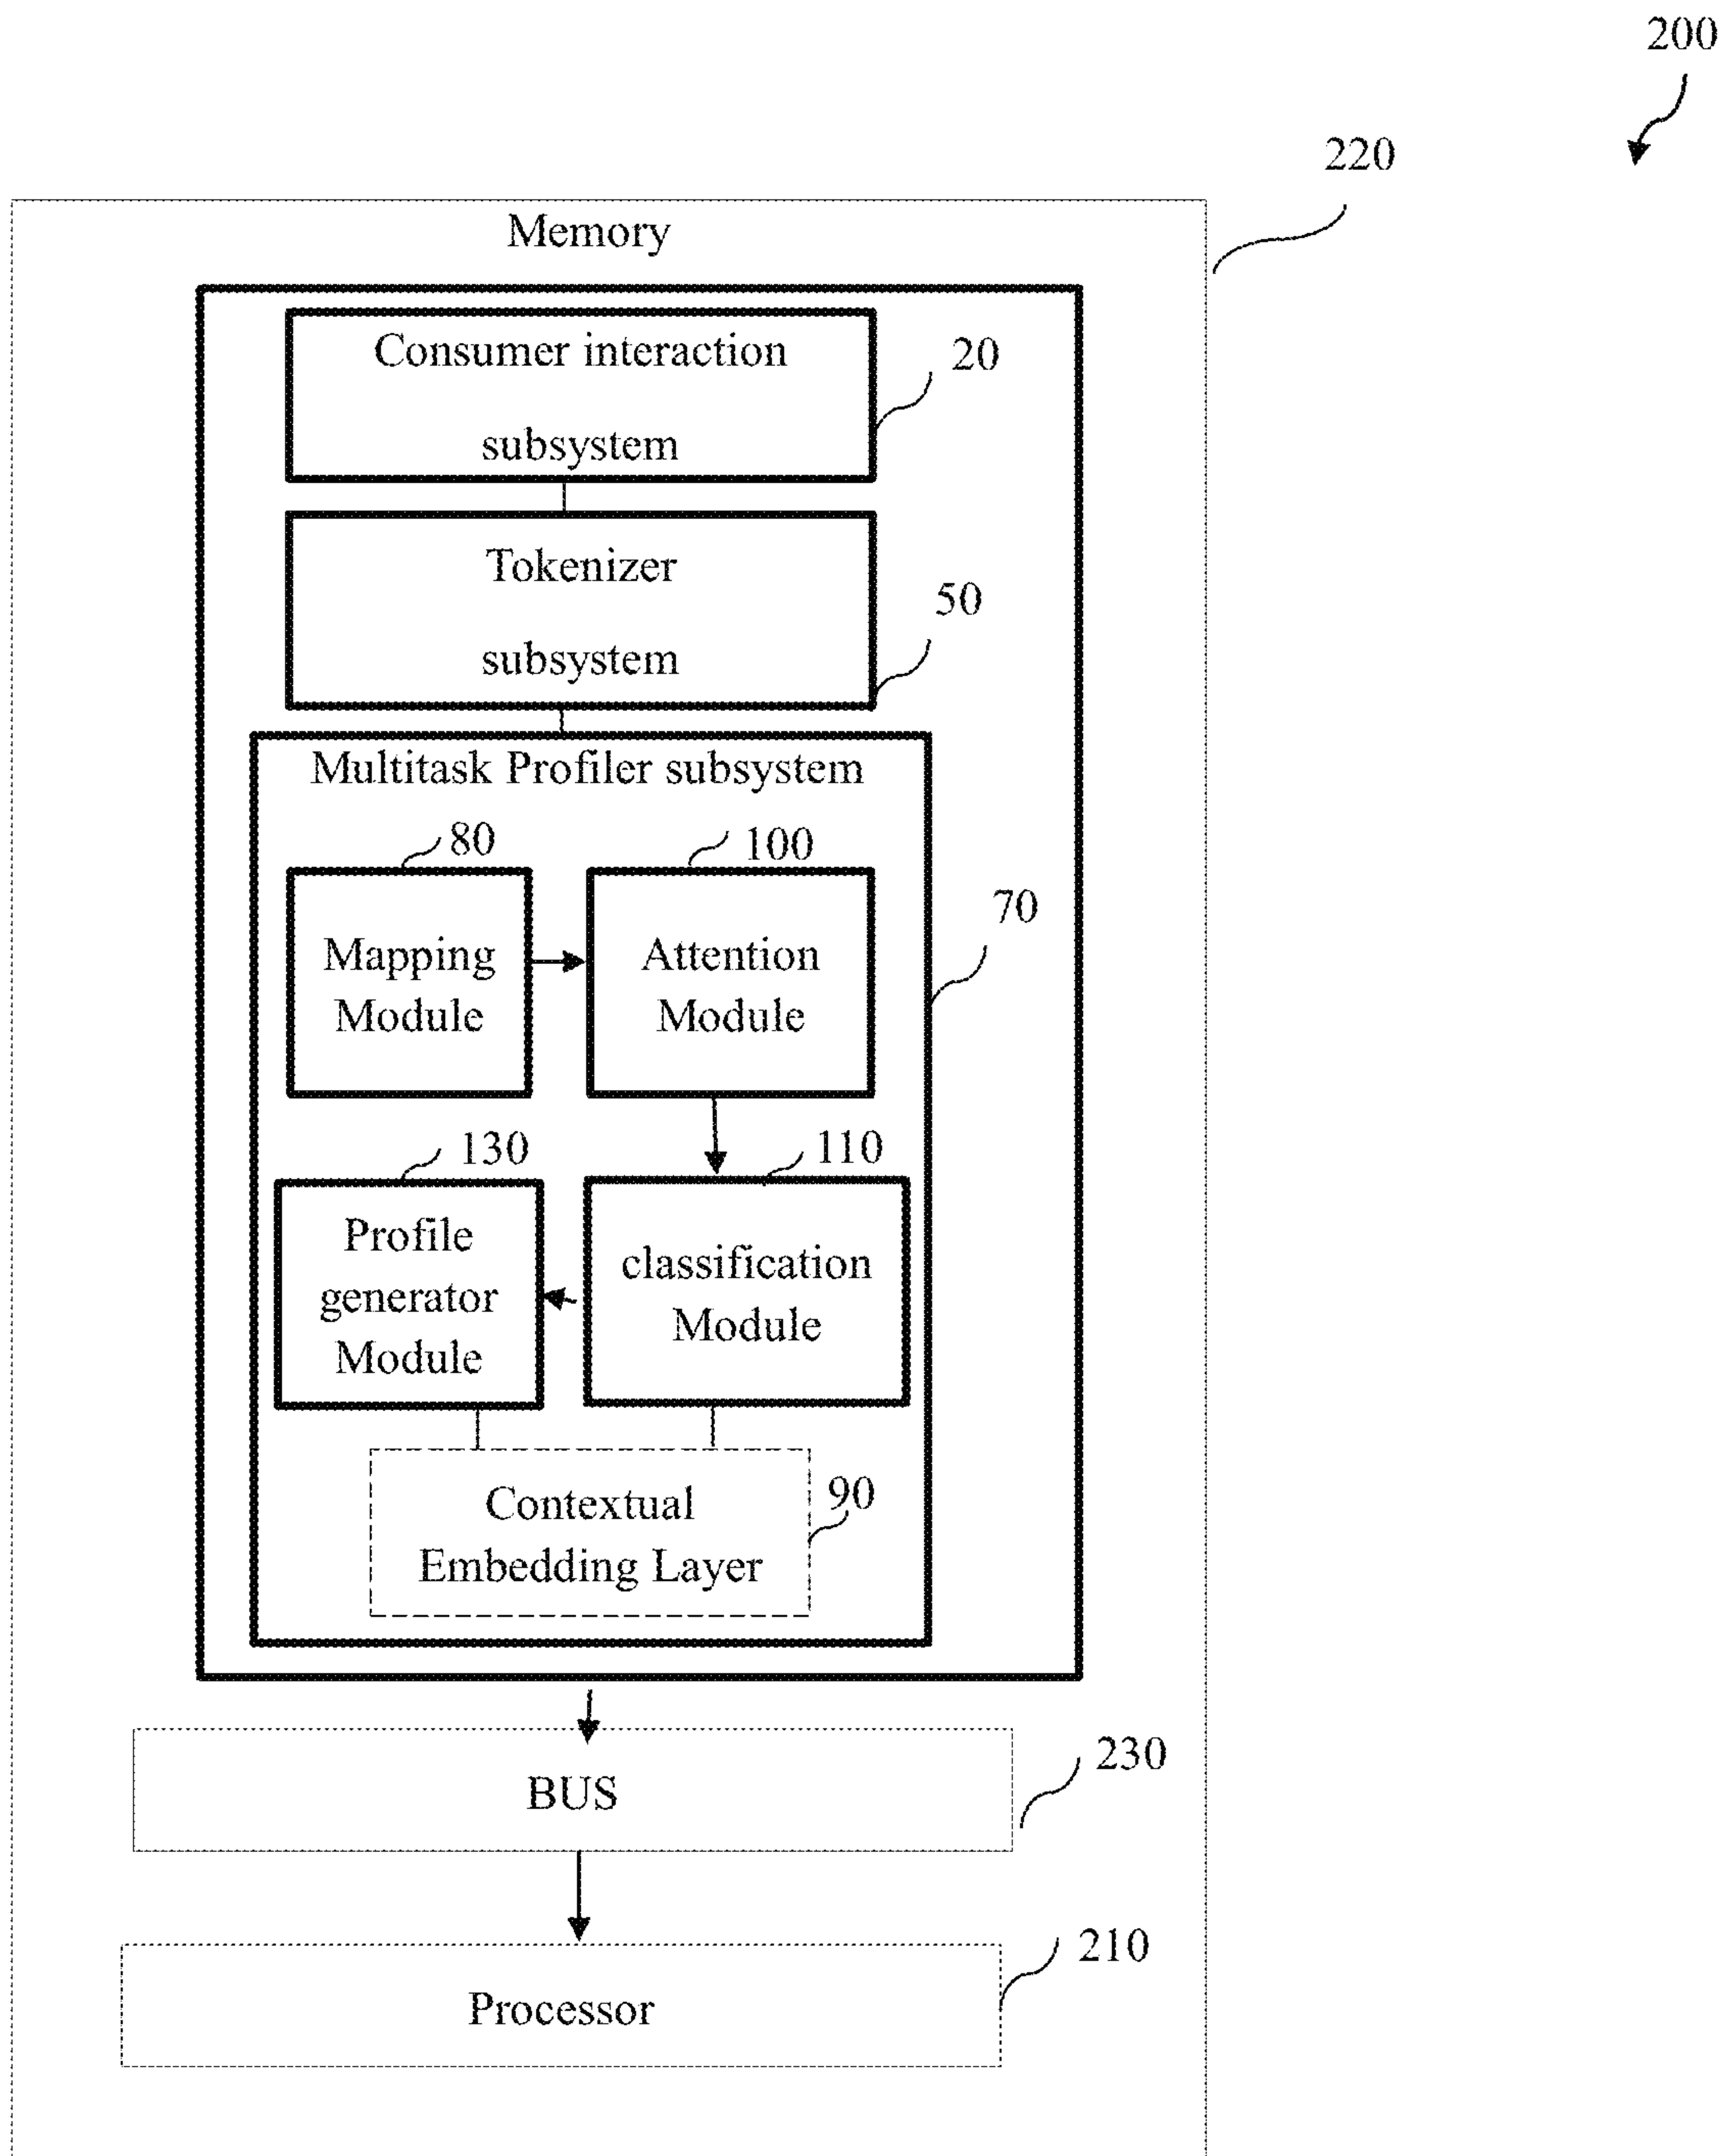 200
220
Memory
Consumer interaction
20
subsystem
Tokenizer
50
subsystem
Multitask Profiler subsystem
80
100
70
Mapping
Module
Attention
Module
130
110
Profile
generator
Module
classification
Module
Contextual
Embedding Layer
90
BUS
230
Processor
210